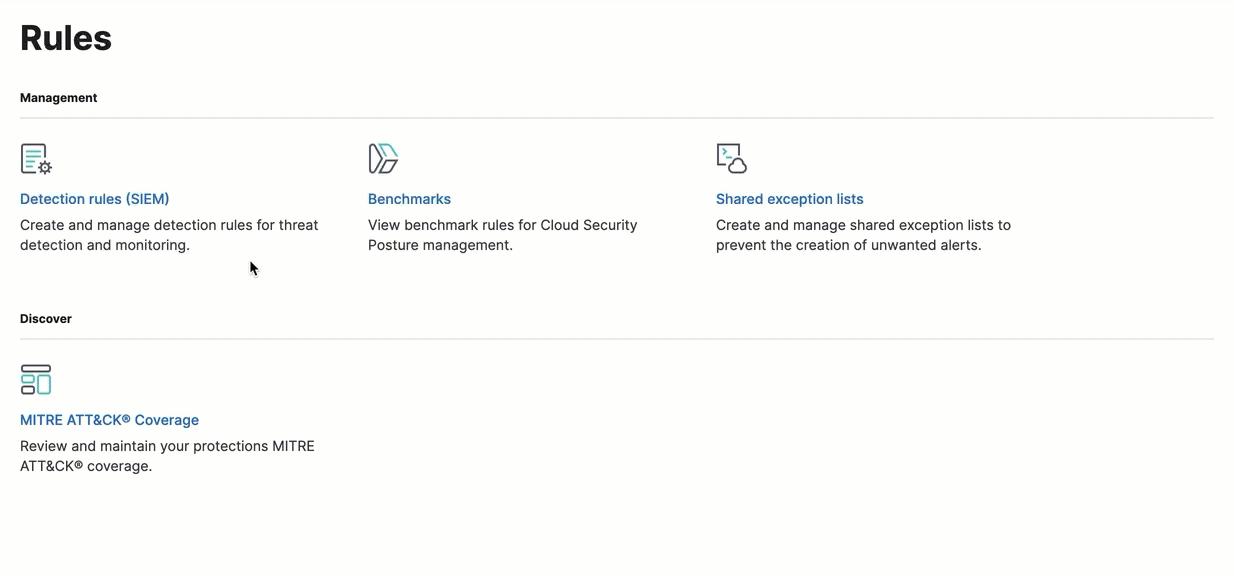 Rules
Management
Detection rules (SIEM)
Create and manage detection rules for threat
detection and monitoring.
Benchmarks
View benchmark rules for Cloud Security
Posture management.
Shared exception lists
Create and manage shared exception lists to
prevent the creation of unwanted alerts.
Discover
MITRE ATT&CK® Coverage
Review and maintain your protections MITRE
ATT&CK® coverage.